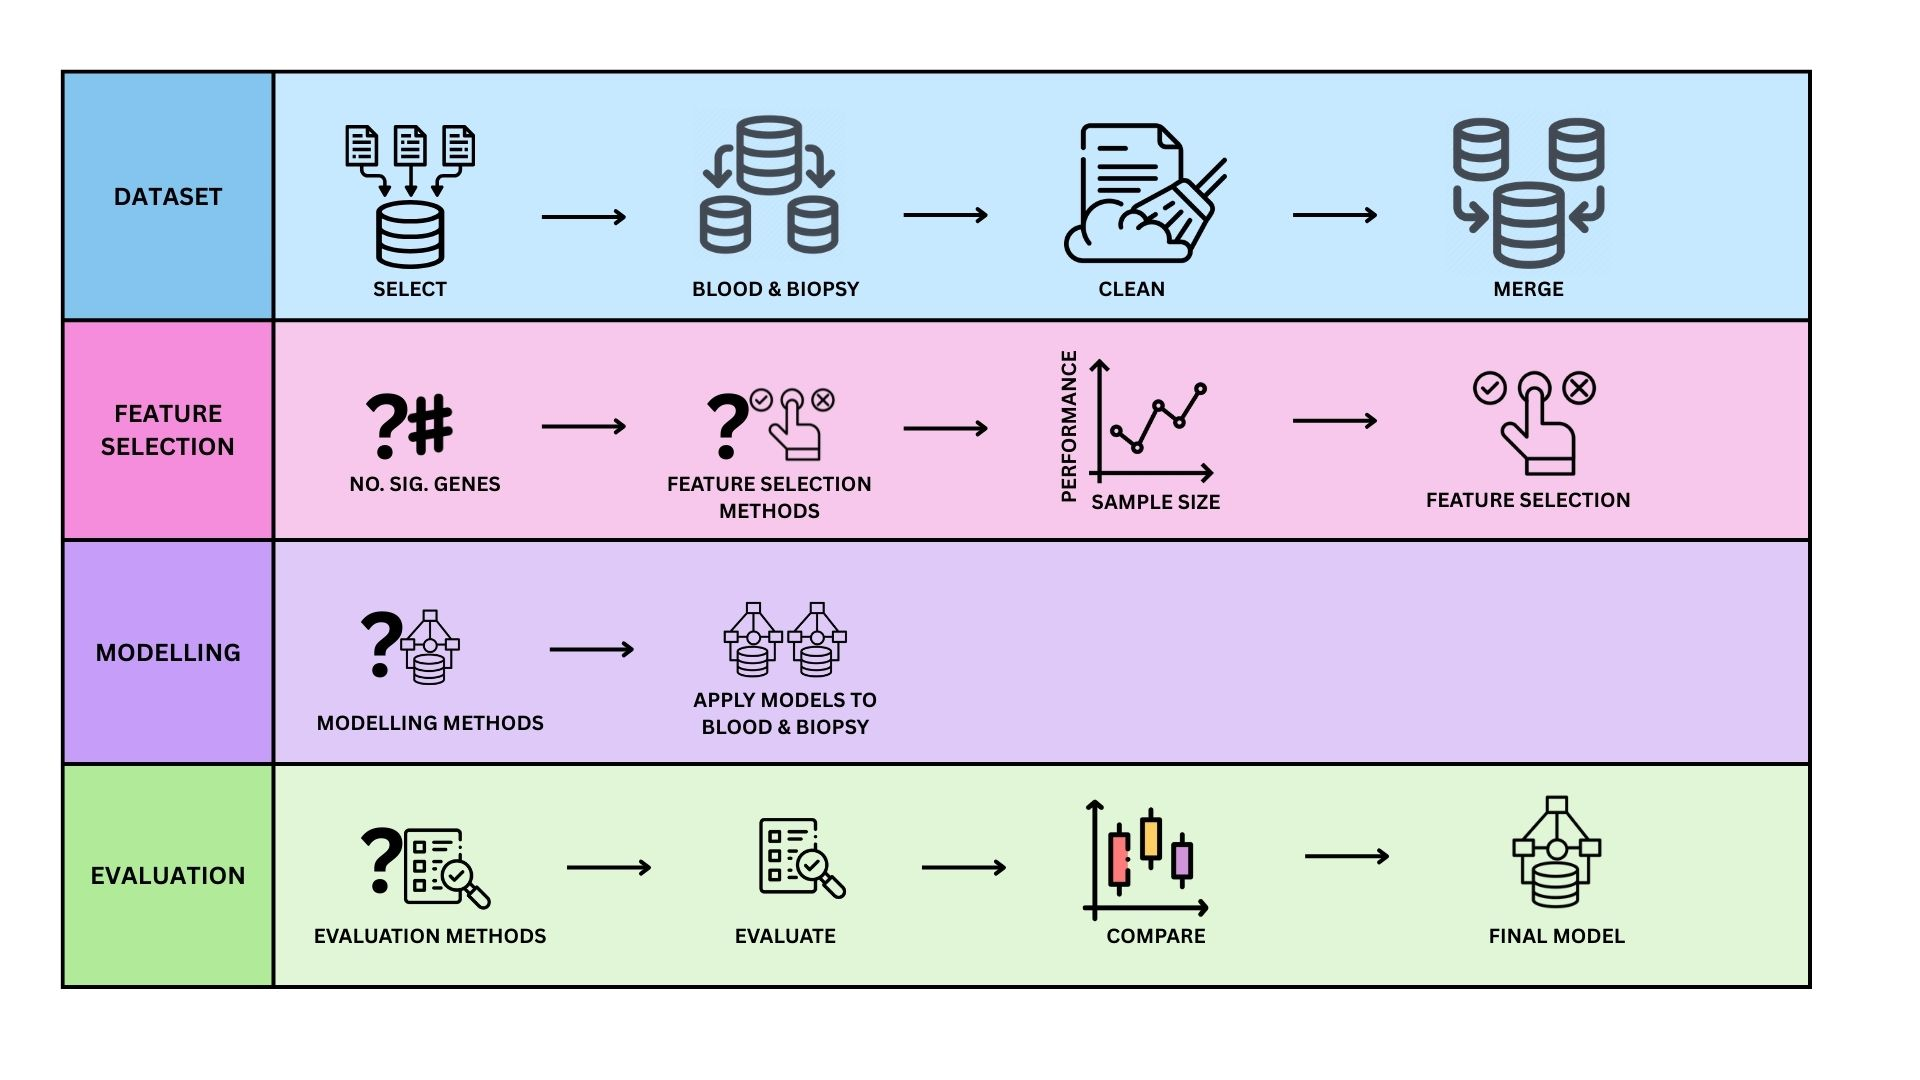 DATASET
SELECT
BLOOD & BIOPSY
CLEAN
MERGE
FEATURE
SELECTION
NO. SIG. GENES
FEATURE SELECTION
METHODS
PERFORMANCE
SAMPLE SIZE
FEATURE SELECTION
MODELLING
MODELLING METHODS
APPLY MODELS TO
BLOOD & BIOPSY
EVALUATION
EVALUATION METHODS
EVALUATE
COMPARE
FINAL MODEL